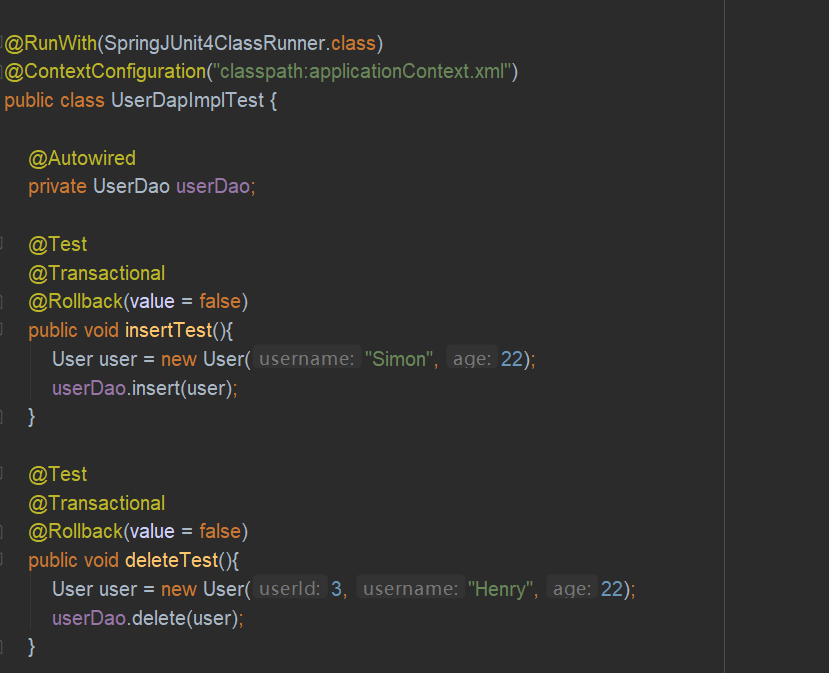 @RunWith(SpringJUnit4ClassRunner.class)
@ContextConfiguration("classpath:applicationContext.xml")
public class UserDapImplTest {
@Autowired
private UserDao userDao;
@Test
@Transactional
@Rollback(value = false)
public void insertTest(){
User user = new User( username: "Simon", age: 22);
userDao.insert(user);
}
@Test
@Transactional
@Rollback(value = false)
public void deleteTest(){
User user = new User( userId: 3, username: "Henry", age: 22);
userDao.delete(user);
}